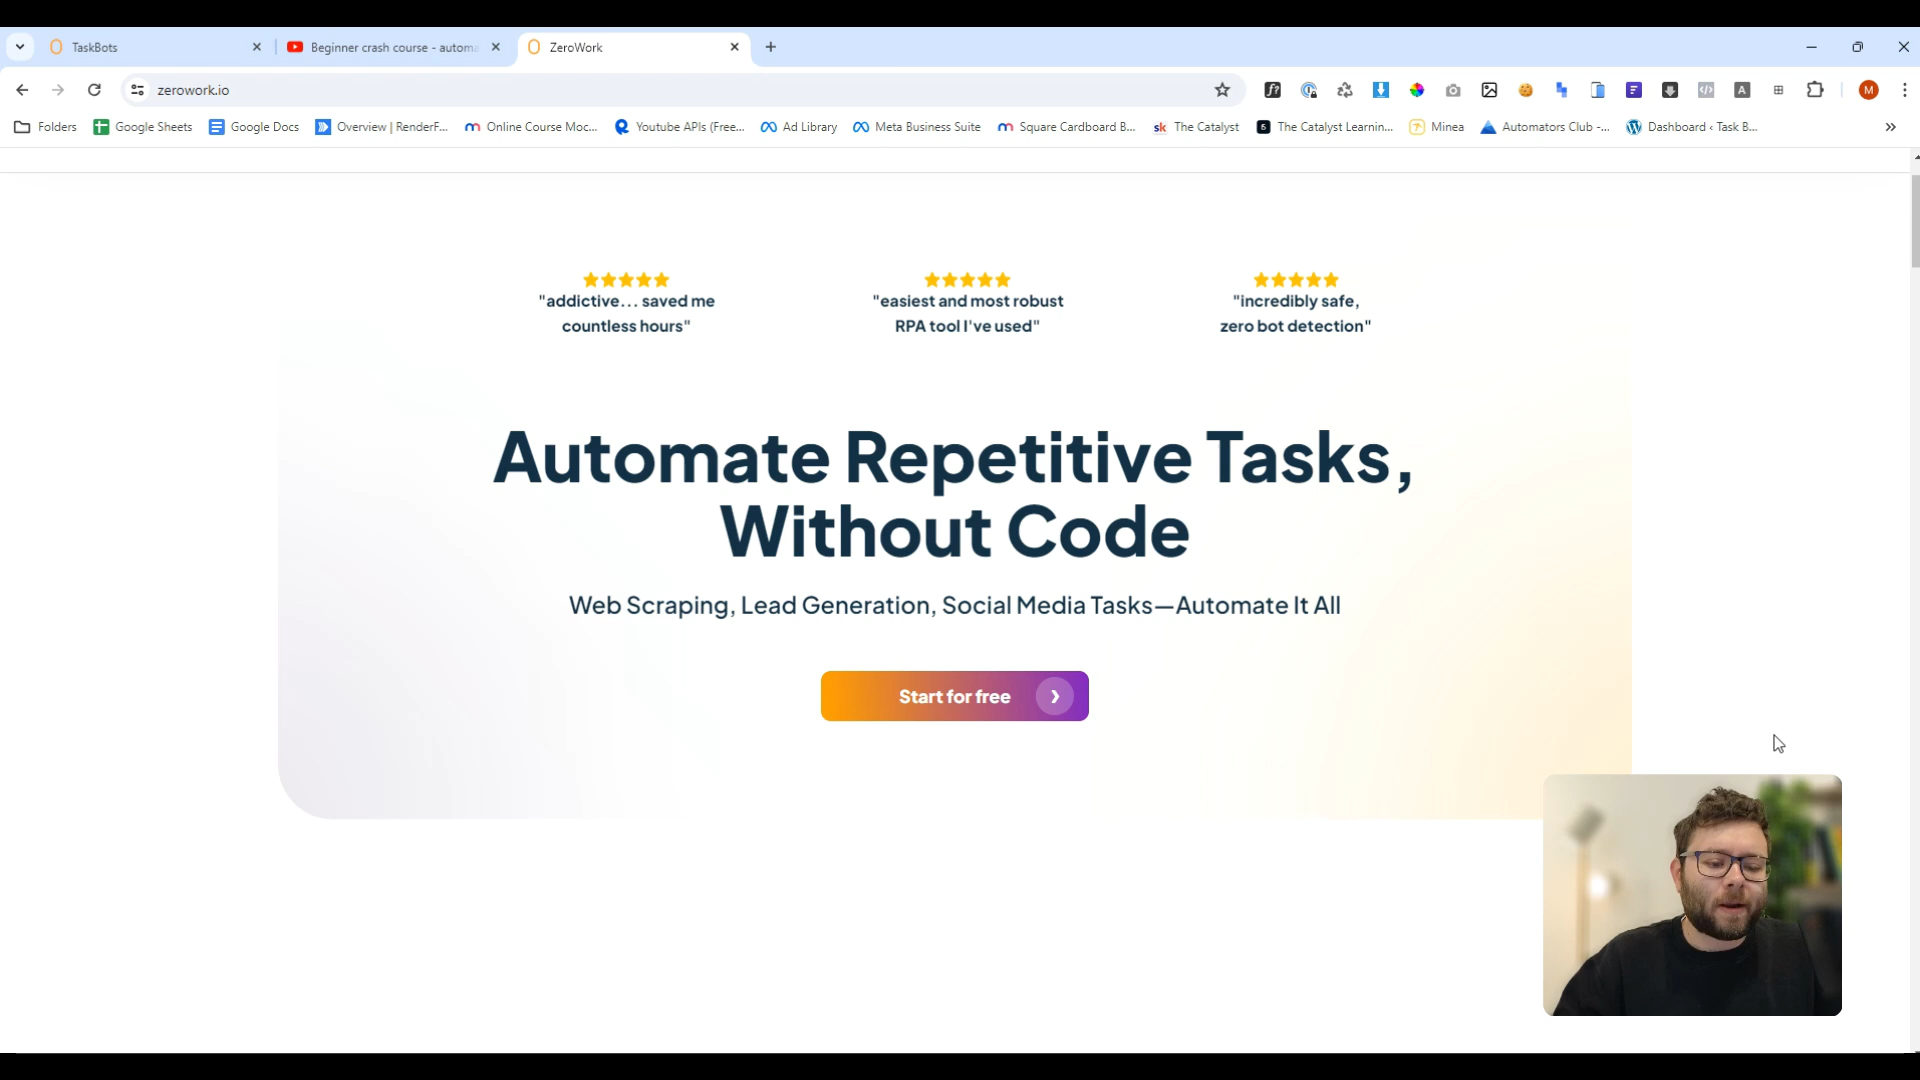 TaskBots
Beginner crash course - automa
ZeroWork
zerowork.io
Folders
Google Sheets
Google Docs
Overview | RenderF...
Online Course Moc...
Youtube APIs (Free...
Ad Library
Meta Business Suite
Square Cardboard B...
The Catalyst
The Catalyst Learnin...
Minea
Automators Club -...
Dashboard ‹ Task B...
"addictive... saved me
countless hours"
"easiest and most robust
RPA tool I've used"
"incredibly safe,
zero bot detection"
Automate Repetitive Tasks,
Without Code
Web Scraping, Lead Generation, Social Media Tasks—Automate It All
Start for free